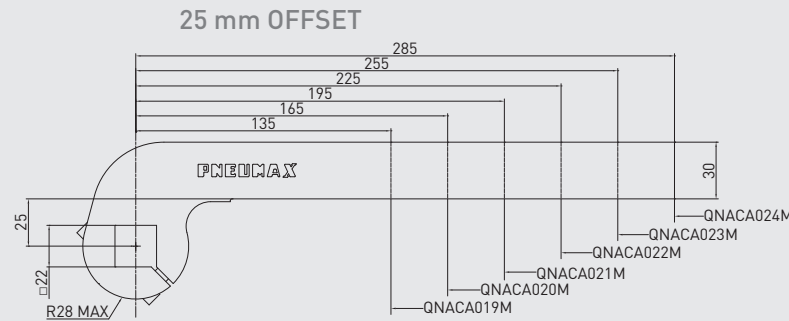 25 mm OFFSET
285
255
225
195
165
135
PNEUMAX
30
25
□22
R28 MAX
QNACA024M
QNACA023M
QNACA022M
QNACA021M
QNACA020M
QNACA019M